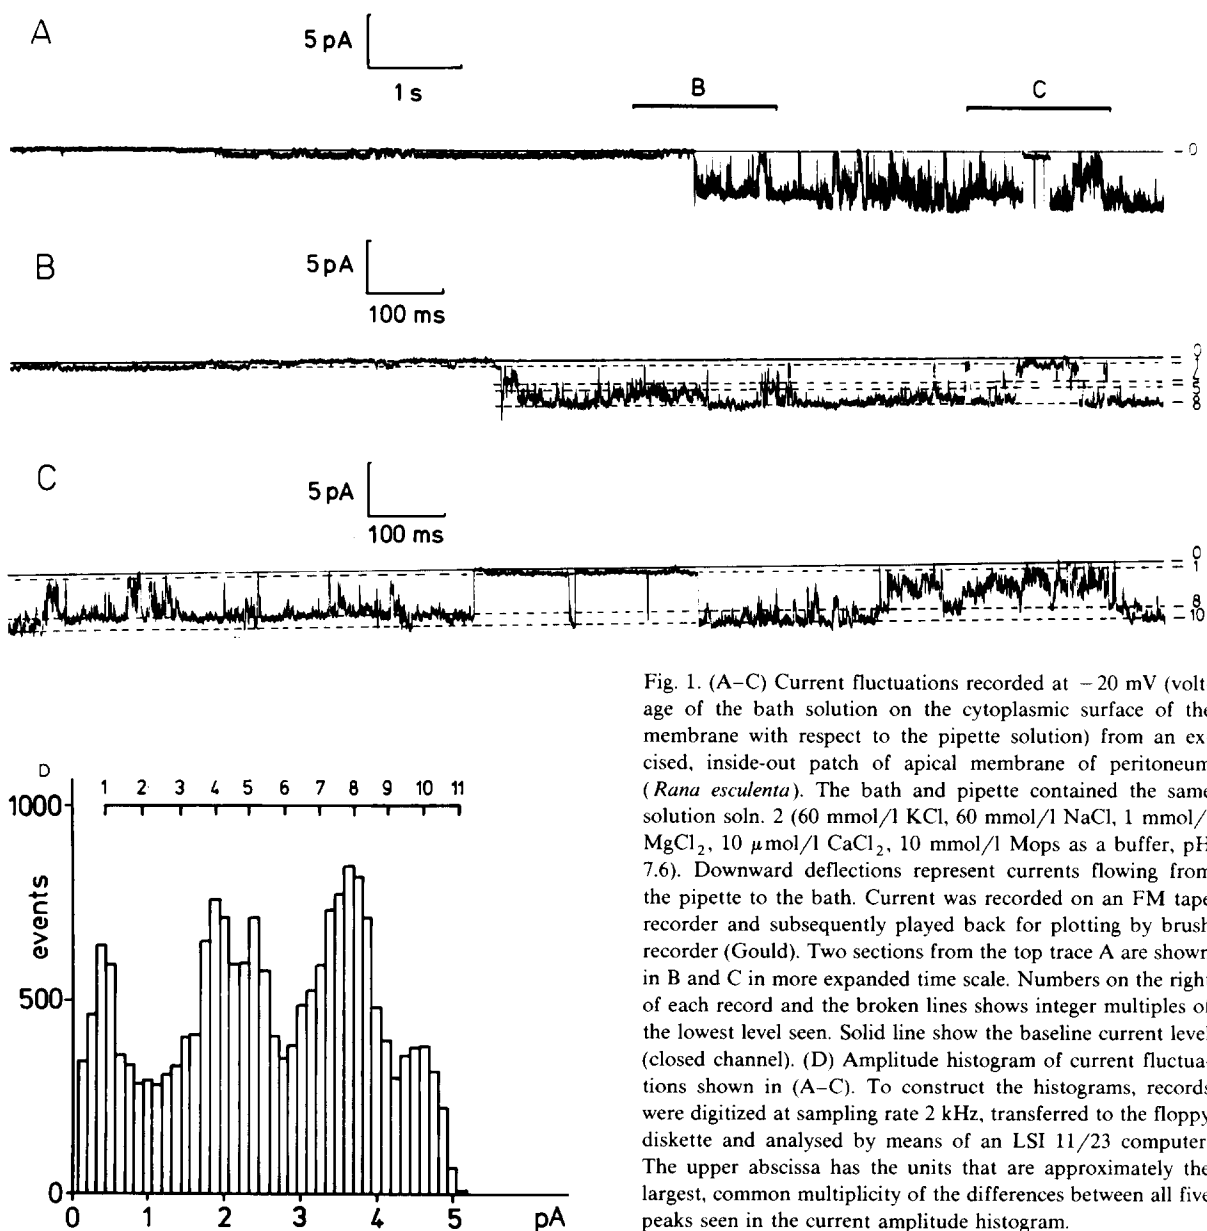 A
5 pA
1 s
B
C
0
B
5 pA
100 ms
0
1
5
8
C
5 pA
100 ms
0
1
8
10
Fig. 1. (A–C) Current fluctuations recorded at −20 mV (volt-
age of the bath solution on the cytoplasmic surface of the
membrane with respect to the pipette solution) from an ex-
cised, inside-out patch of apical membrane of peritoneum
(Rana esculenta). The bath and pipette contained the same
solution soln. 2 (60 mmol/l KCl, 60 mmol/l NaCl, 1 mmol/
MgCl2, 10 μmol/l CaCl2, 10 mmol/l Mops as a buffer, pH
7.6). Downward deflections represent currents flowing from
the pipette to the bath. Current was recorded on an FM tape
recorder and subsequently played back for plotting by brush
recorder (Gould). Two sections from the top trace A are shown
in B and C in more expanded time scale. Numbers on the right
of each record and the broken lines shows integer multiples of
the lowest level seen. Solid line show the baseline current level
(closed channel). (D) Amplitude histogram of current fluctua-
tions shown in (A–C). To construct the histograms, records
were digitized at sampling rate 2 kHz, transferred to the floppy
diskette and analysed by means of an LSI 11/23 computer
The upper abscissa has the units that are approximately the
largest, common multiplicity of the differences between all five
peaks seen in the current amplitude histogram.
D
1 2 3 4 5 6 7 8 9 10 11
1000
events
500
0
0 1 2 3 4 5 pA